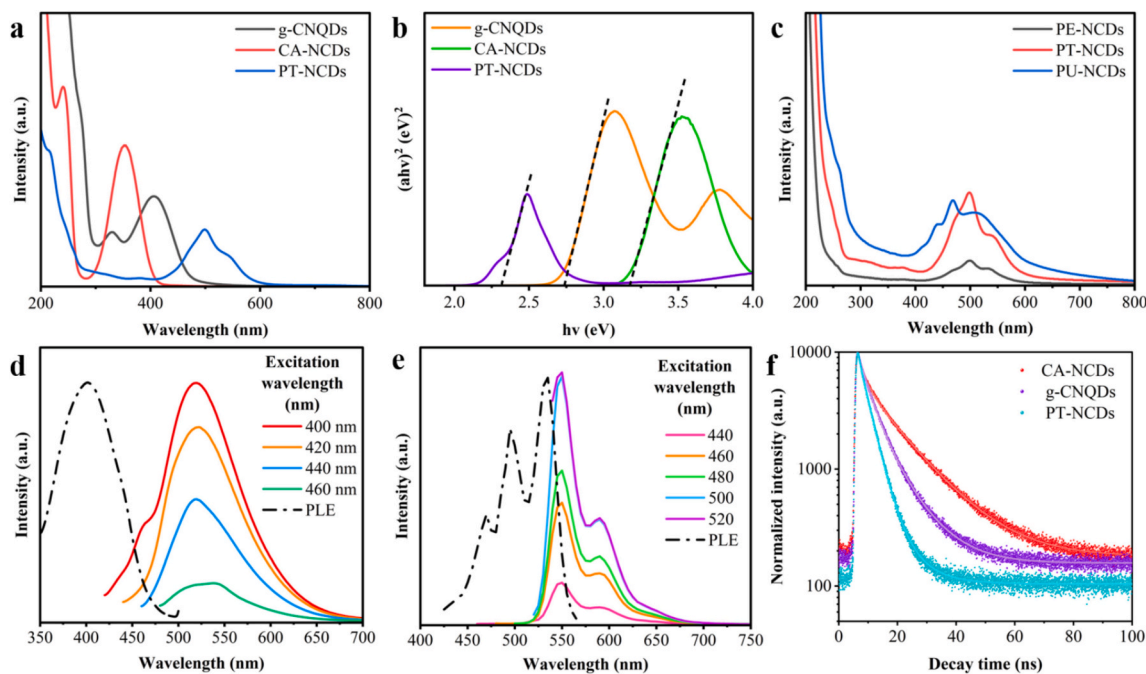 a
g-CNQDs
CA-NCDs
PT-NCDs
Intensity (a.u.)
200 400 600 800
Wavelength (nm)
b
g-CNQDs
CA-NCDs
PT-NCDs
(ahv)² (eV)²
2.0 2.5 3.0 3.5 4.0
hv (eV)
c
PE-NCDs
PT-NCDs
PU-NCDs
Intensity (a.u.)
200 300 400 500 600 700 800
Wavelength (nm)
d
Excitation
wavelength
(nm)
400 nm
420 nm
440 nm
460 nm
PLE
Intensity (a.u.)
350 400 450 500 550 600 650 700
Wavelength (nm)
e
Excitation
wavelength
(nm)
440
460
480
500
520
PLE
Intensity (a.u.)
400 450 500 550 600 650 700 750
Wavelength (nm)
f
CA-NCDs
g-CNQDs
PT-NCDs
Normalized intensity (a.u.)
10000
1000
100
0 20 40 60 80 100
Decay time (ns)